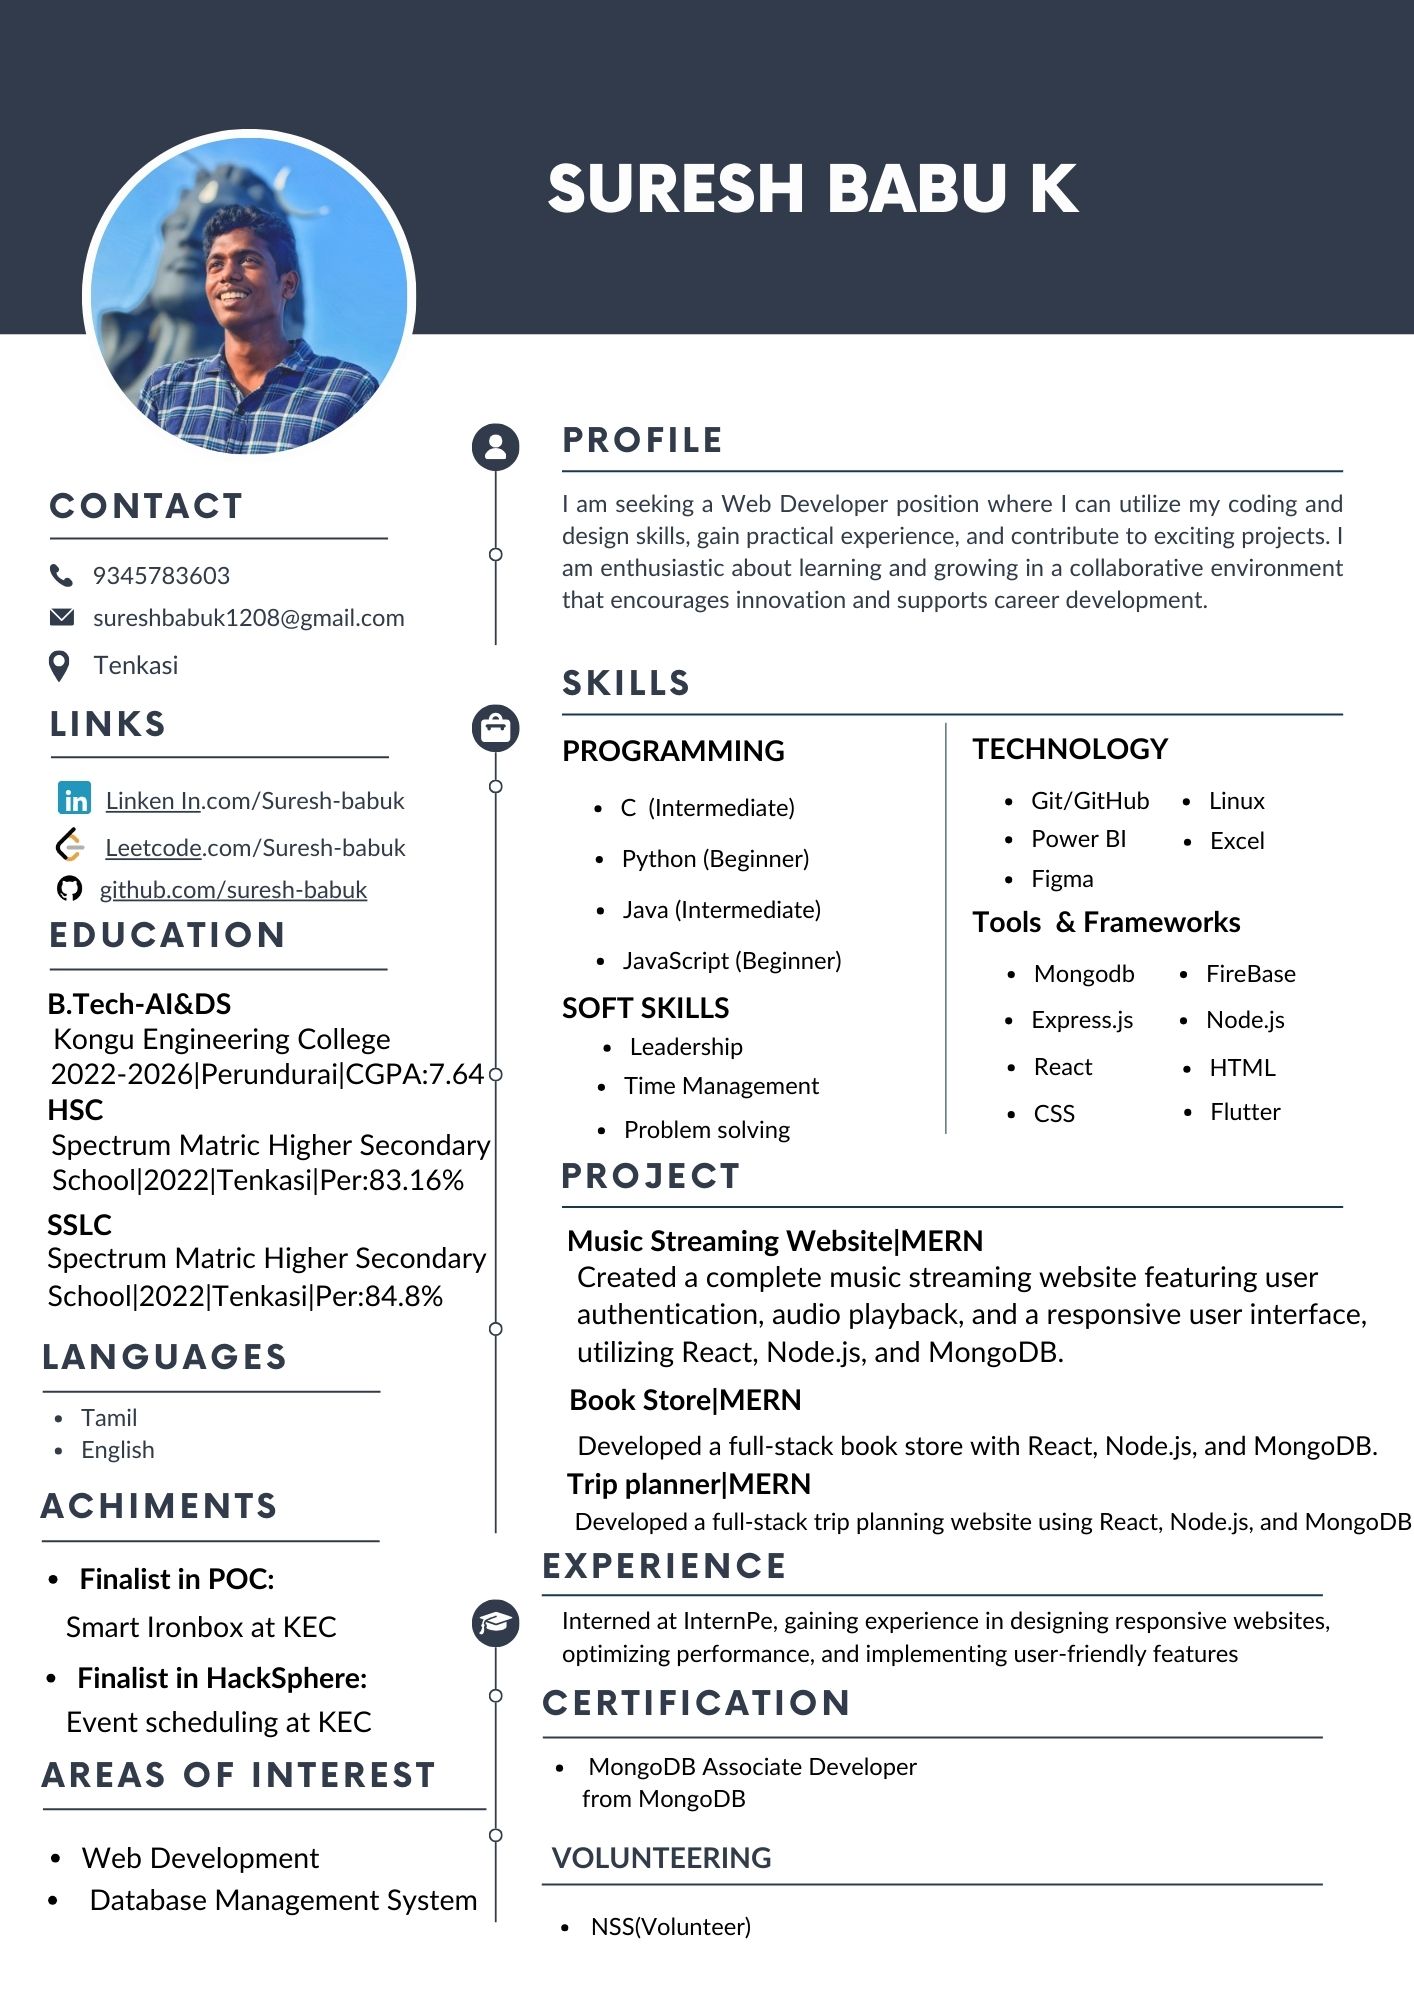 SURESH BABU K
CONTACT
9345783603
sureshbabuk1208@gmail.com
Tenkasi
LINKS
in
Linken In.com/Suresh-babuk
Leetcode.com/Suresh-babuk
github.com/suresh-babuk
EDUCATION
B.Tech-AI&DS
Kongu Engineering College
2022-2026|Perundurai|CGPA:7.64
HSC
Spectrum Matric Higher Secondary
School|2022|Tenkasi|Per:83.16%
SSLC
Spectrum Matric Higher Secondary
School|2022|Tenkasi|Per:84.8%
LANGUAGES
• Tamil
• English
ACHIMENTS
• Finalist in POC:
Smart Ironbox at KEC
• Finalist in HackSphere:
Event scheduling at KEC
AREAS OF INTEREST
• Web Development
• Database Management System
PROFILE
I am seeking a Web Developer position where I can utilize my coding and
design skills, gain practical experience, and contribute to exciting projects. I
am enthusiastic about learning and growing in a collaborative environment
that encourages innovation and supports career development.
SKILLS
PROGRAMMING
• C (Intermediate)
• Python (Beginner)
• Java (Intermediate)
• JavaScript (Beginner)
SOFT SKILLS
• Leadership
• Time Management
• Problem solving
TECHNOLOGY
• Git/GitHub • Linux
• Power BI • Excel
• Figma
Tools & Frameworks
• Mongodb • FireBase
• Express.js • Node.js
• React • HTML
• CSS • Flutter
PROJECT
Music Streaming Website|MERN
Created a complete music streaming website featuring user
authentication, audio playback, and a responsive user interface,
utilizing React, Node.js, and MongoDB.
Book Store|MERN
Developed a full-stack book store with React, Node.js, and MongoDB.
Trip planner|MERN
Developed a full-stack trip planning website using React, Node.js, and MongoDB
EXPERIENCE
Interned at InternPe, gaining experience in designing responsive websites,
optimizing performance, and implementing user-friendly features
CERTIFICATION
• MongoDB Associate Developer
from MongoDB
VOLUNTEERING
• NSS(Volunteer)